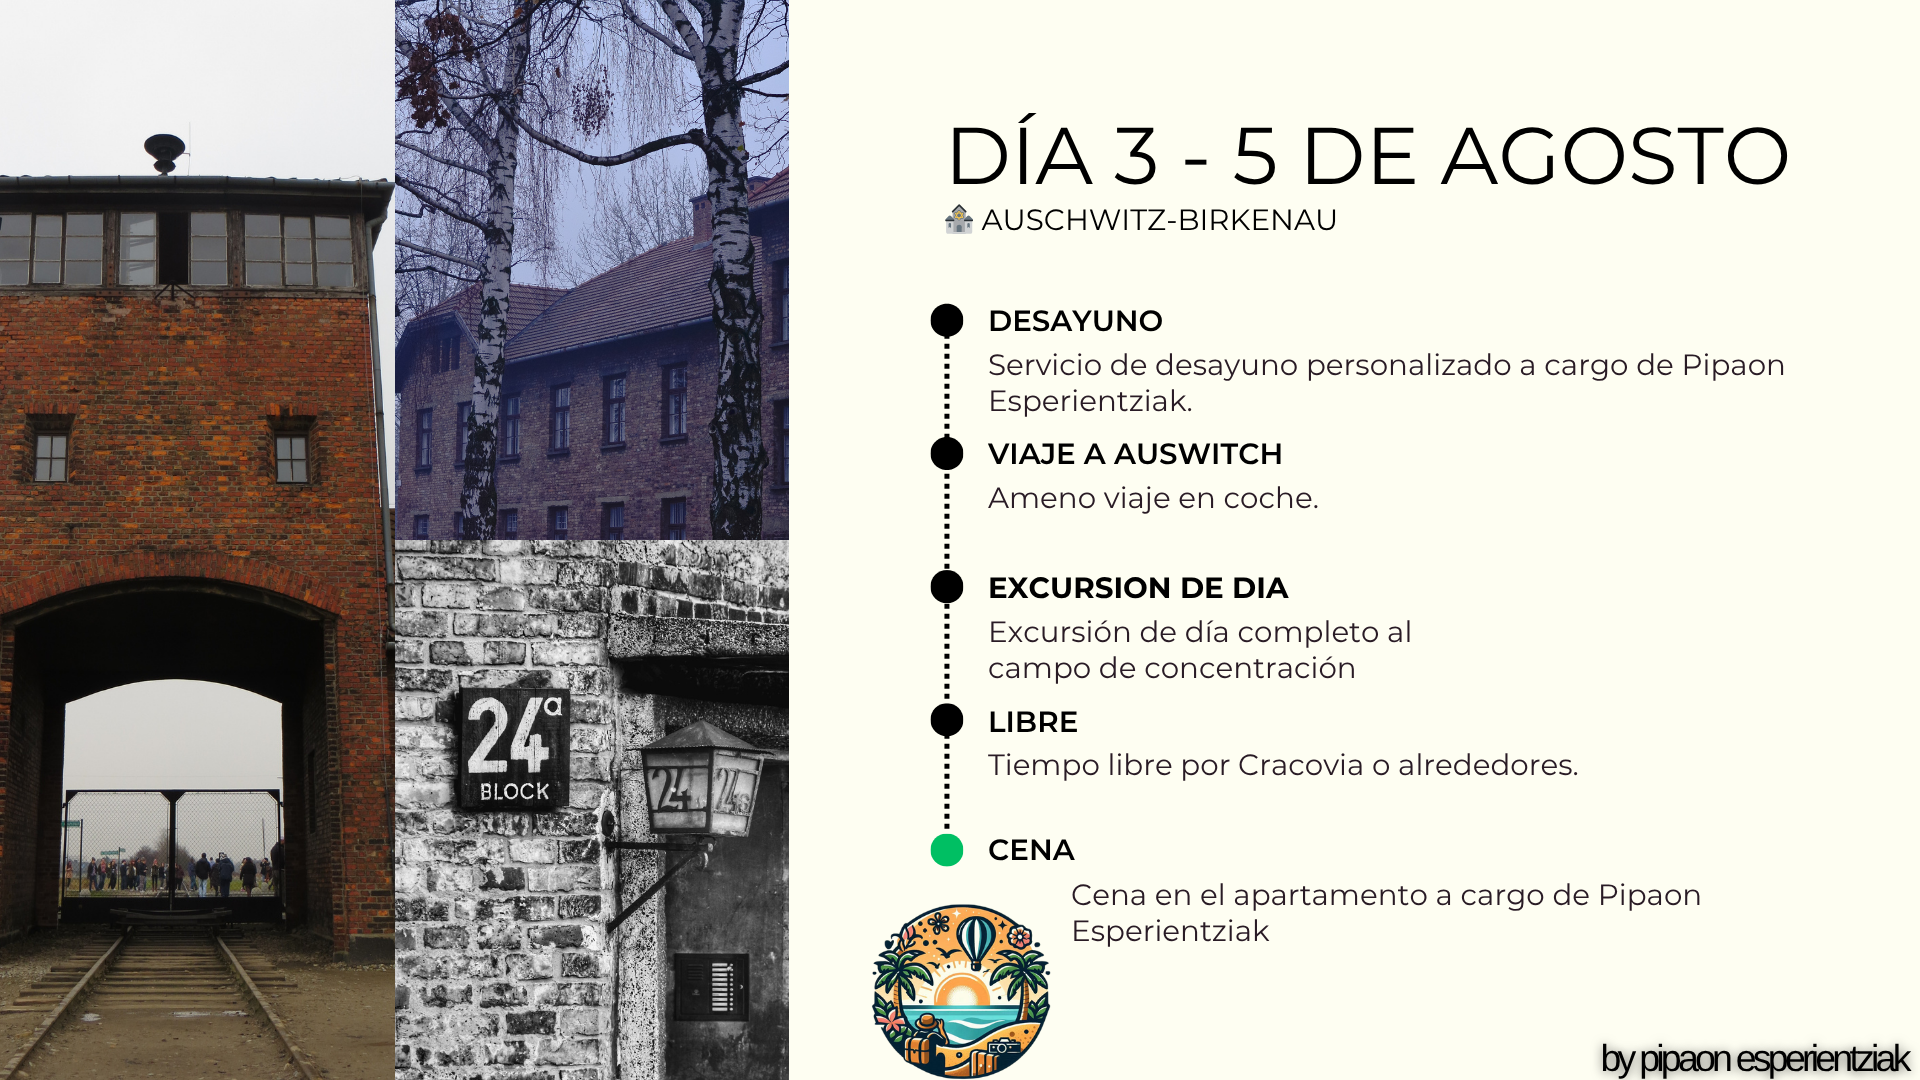 DÍA 3 - 5 DE AGOSTO
AUSCHWITZ-BIRKENAU
DESAYUNO
Servicio de desayuno personalizado a cargo de Pipaon
Esperientziak.
VIAJE A AUSWITCH
Ameno viaje en coche.
EXCURSION DE DIA
Excursión de día completo al
campo de concentración
LIBRE
Tiempo libre por Cracovia o alrededores.
CENA
Cena en el apartamento a cargo de Pipaon
Esperientziak
24a
BLOCK
24
24a
by pipaon esperientziak